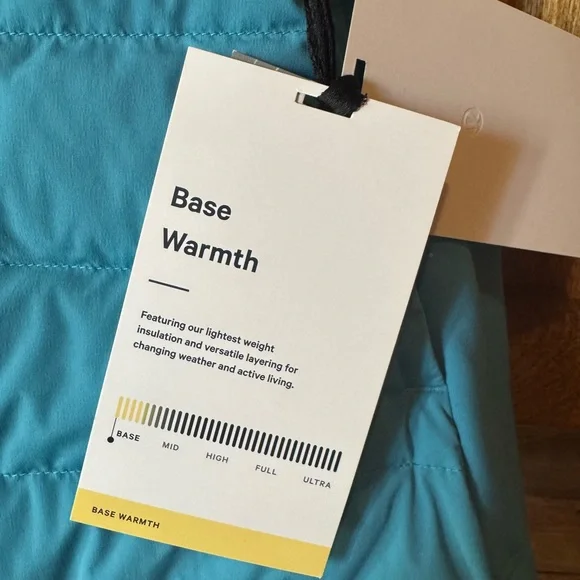 Base
Warmth
Featuring our lightest weight
insulation and versatile layering for
changing weather and active living.
BASE
MID
HIGH
FULL
ULTRA
BASE WARMTH